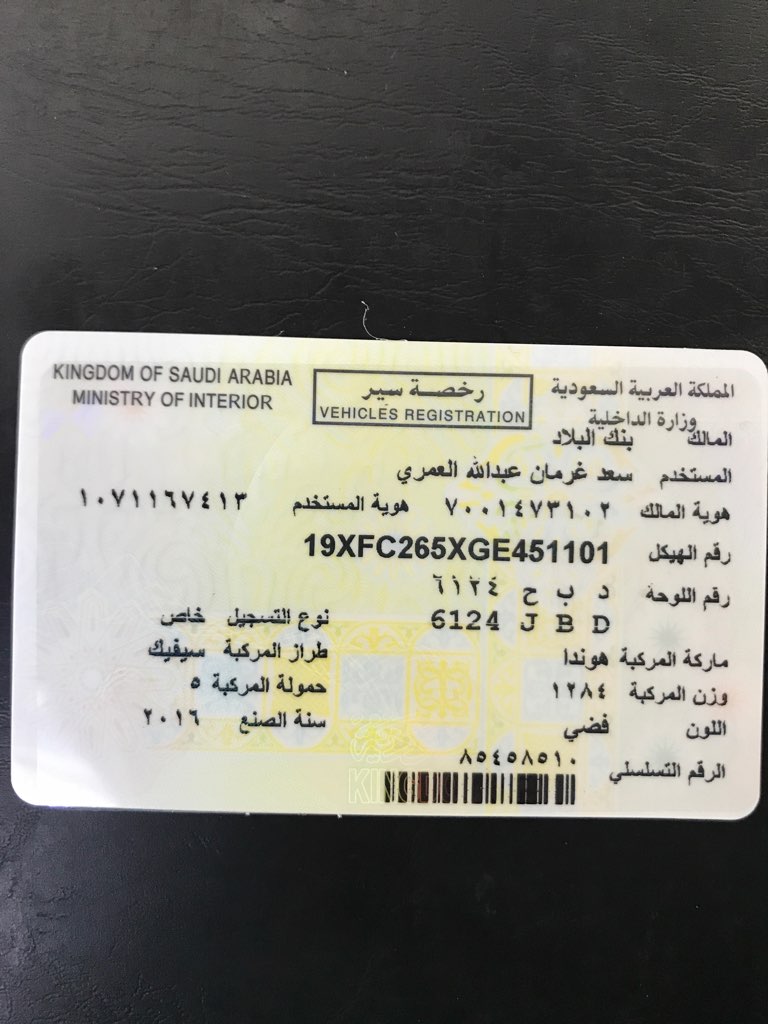 KINGDOM OF SAUDI ARABIA
MINISTRY OF INTERIOR
رخصة سير
VEHICLES REGISTRATION
المملكة العربية السعودية
وزارة الداخلية
المالك بنك البلاد
المستخدم سعد غرمان عبدالله العمري
هوية المالك ٧٠٠١٤٧٣١٠٢ هوية المستخدم ١٠٧١١٦٧٤١٣
رقم الهيكل 19XFC265XGE451101
رقم اللوحة د ب ح ٦١٢٤
6124 J B D
نوع التسجيل خاص
ماركة المركبة هوندا طراز المركبة سيفيك
وزن المركبة ١٢٨٤ حمولة المركبة ٥
اللون فضي سنة الصنع ٢٠١٦
الرقم التسلسلي ٨٥٤٥٨٥١٠